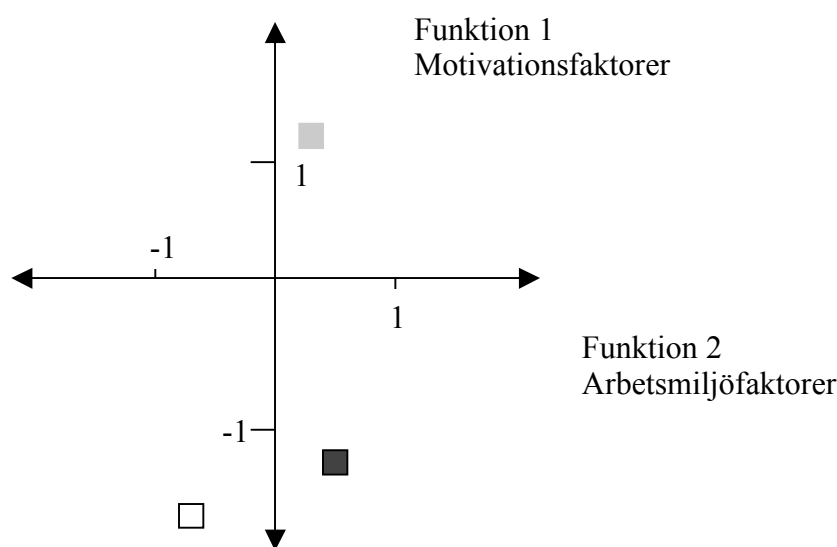 Funktion 1
Motivationsfaktorer
1
-1
1
Funktion 2
Arbetsmiljöfaktorer
-1